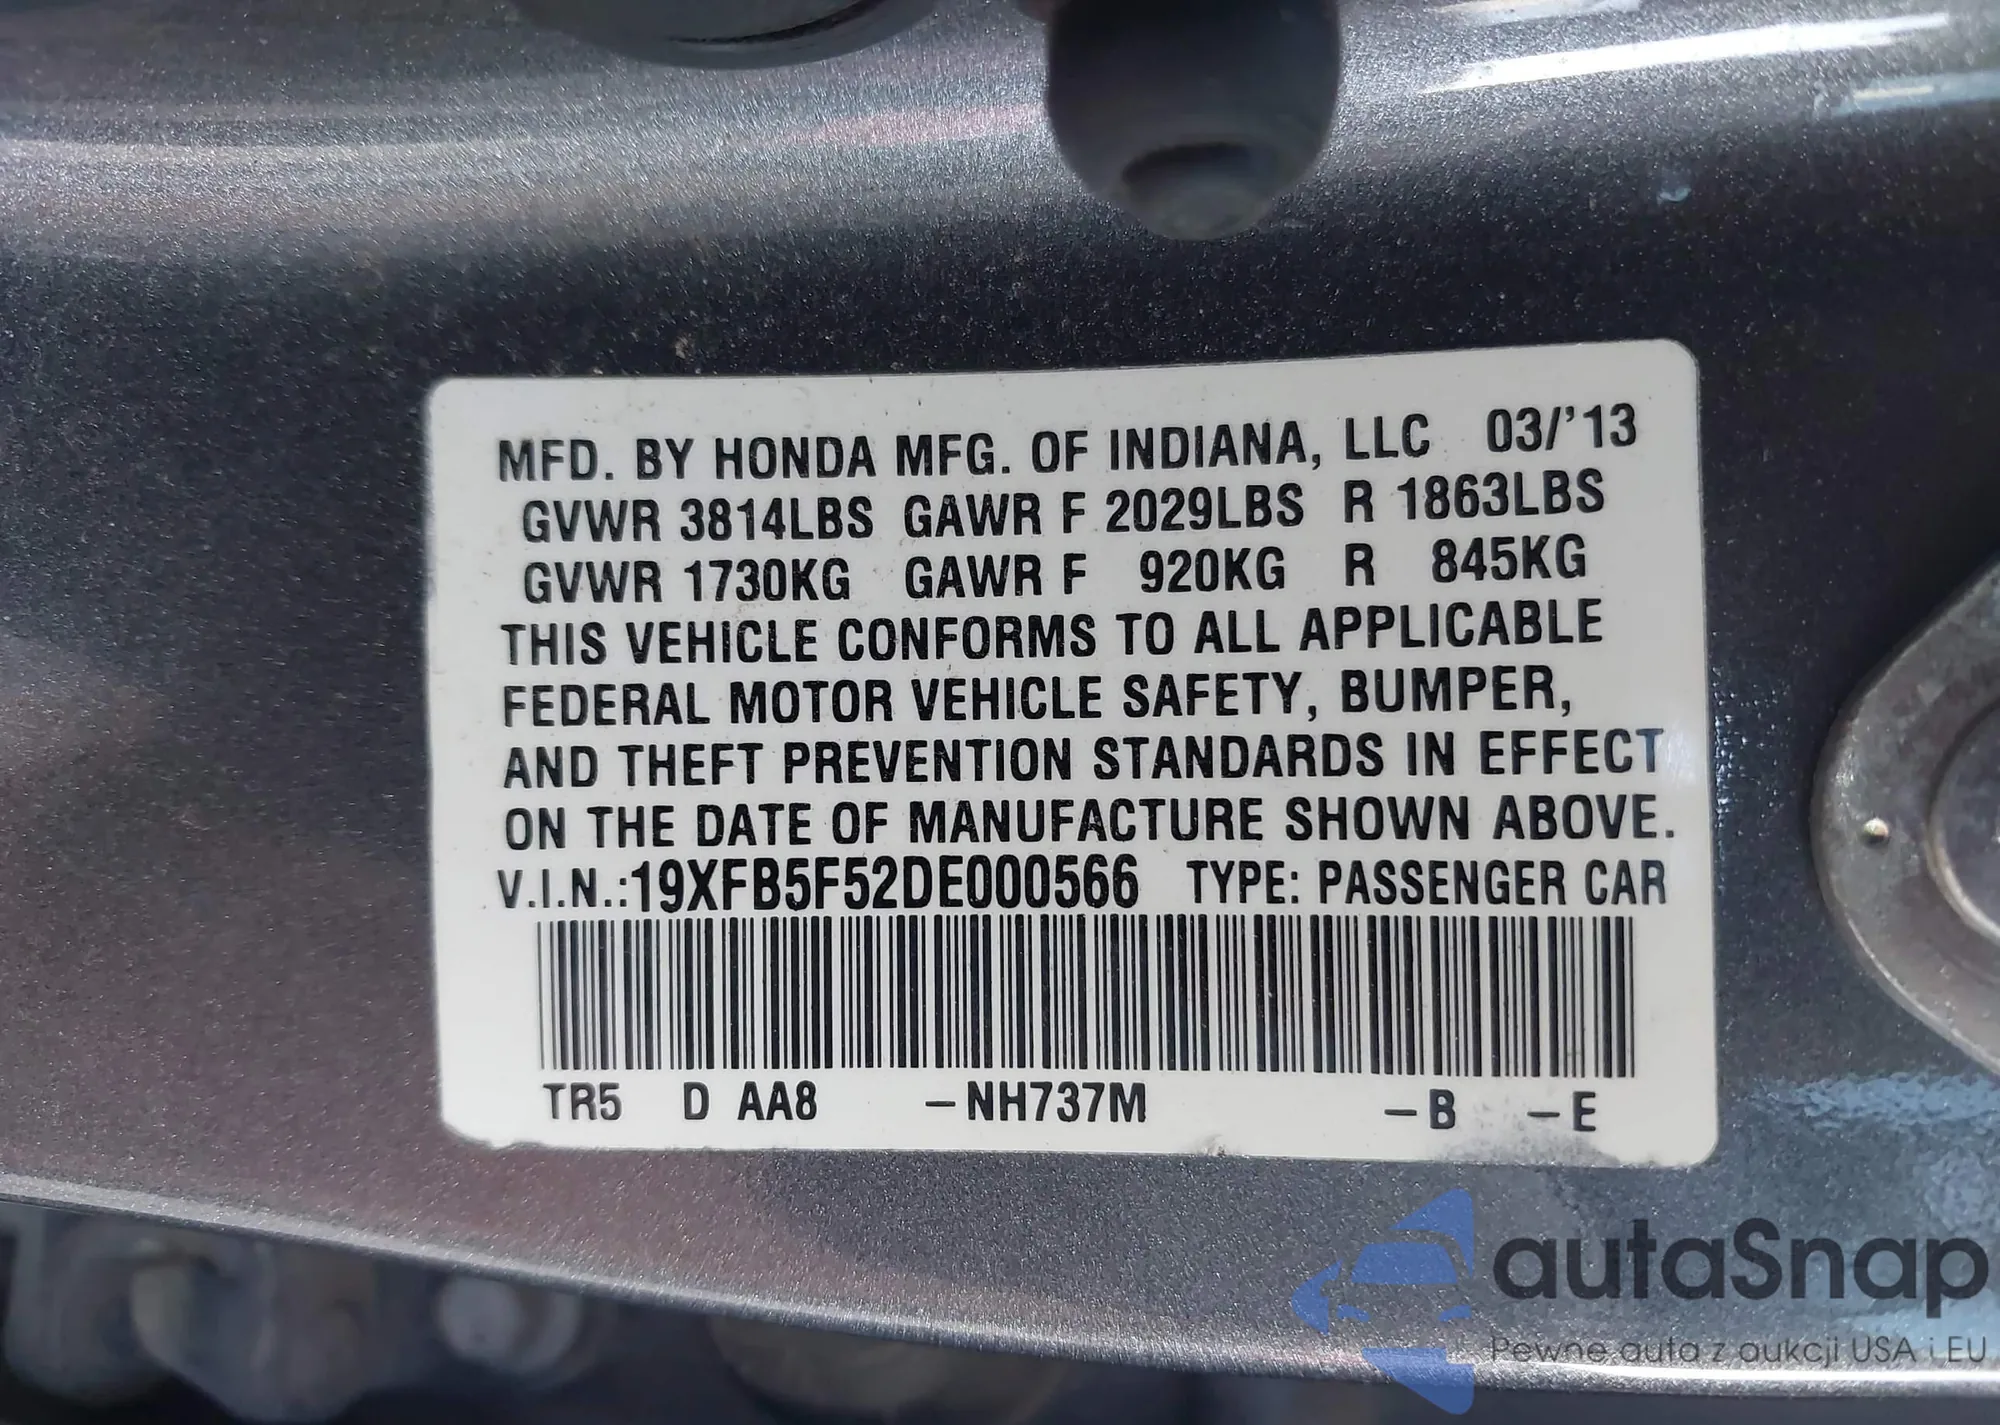 MFD. BY HONDA MFG. OF INDIANA, LLC 03/'13
GVWR 3814LBS GAWR F 2029LBS R 1863LBS
GVWR 1730KG GAWR F 920KG R 845KG
THIS VEHICLE CONFORMS TO ALL APPLICABLE
FEDERAL MOTOR VEHICLE SAFETY, BUMPER,
AND THEFT PREVENTION STANDARDS IN EFFECT
ON THE DATE OF MANUFACTURE SHOWN ABOVE.
V.I.N.:19XFB5F52DE000566 TYPE: PASSENGER CAR
TR5 D AA8 -NH737M -B -E
autaSnap
Pewne auta z aukcji USA i EU